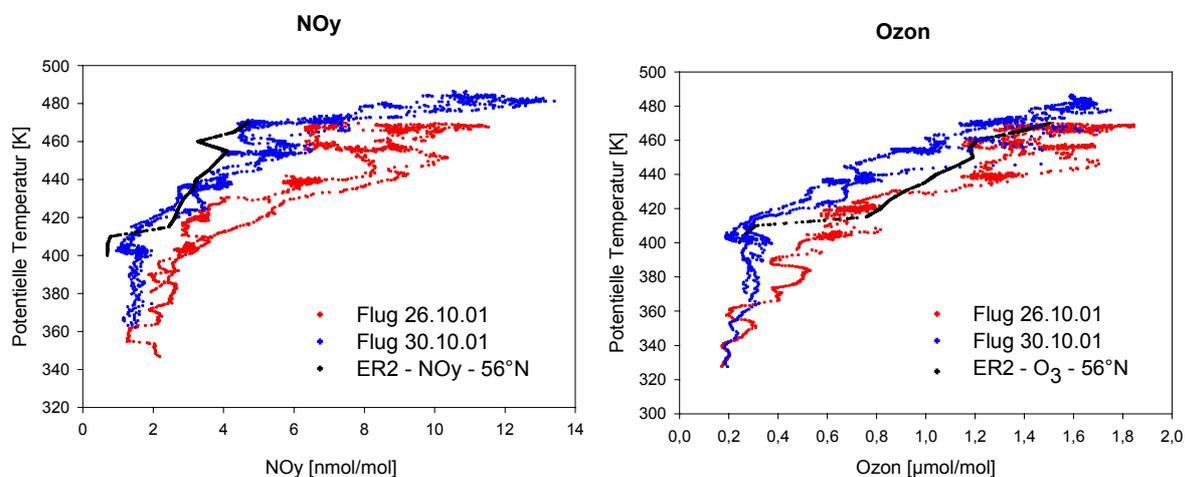 NOy
Potentielle Temperatur [K]
500
480
460
440
420
400
380
360
340
320
0 2 4 6 8 10 12 14
NOy [nmol/mol]
Flug 26.10.01
Flug 30.10.01
ER2 - NOy - 56°N
Ozon
Potentielle Temperatur [K]
500
480
460
440
420
400
380
360
340
320
300
0,0 0,2 0,4 0,6 0,8 1,0 1,2 1,4 1,6 1,8 2,0
Ozon [µmol/mol]
Flug 26.10.01
Flug 30.10.01
ER2 - O3 - 56°N